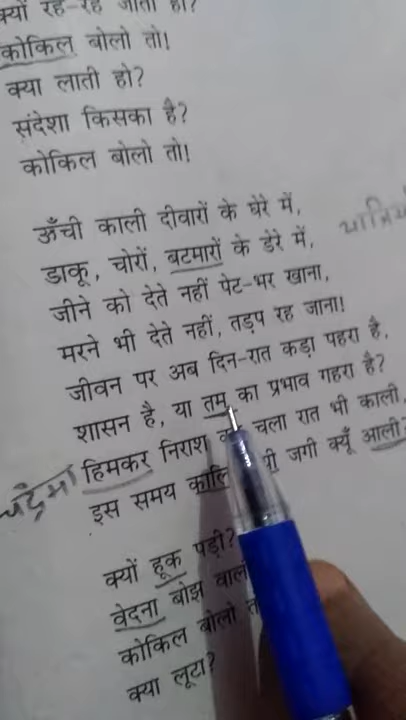 क्यों रह-रह जाती हो?
कोकिल बोलो तो!
क्या लाती हो?
संदेशा किसका है?
कोकिल बोलो तो!
ऊँची काली दीवारों के घेरे में,
डाकू, चोरों, बटमारों के डेरे में,
जीने को देते नहीं पेट-भर खाना,
मरने भी देते नहीं, तड़प रह जाना!
जीवन पर अब दिन-रात कड़ा पहरा है,
शासन है, या तम का प्रभाव गहरा है?
हिमकर निराश चला रात भी काली,
चंद्रमा
इस समय जगी क्यूँ आली?
क्यों हूक पड़ी?
वेदना बोझ
कोकिल बोलो
क्या लूटा?